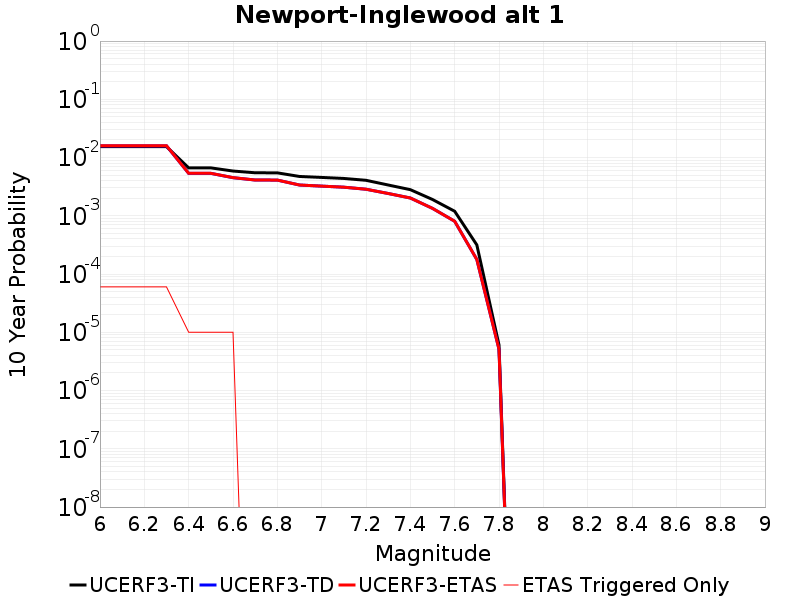 Newport-Inglewood alt 1
10^0
10^-1
10^-2
10^-3
10^-4
10^-5
10^-6
10^-7
10^-8
10 Year Probability
6 6.2 6.4 6.6 6.8 7 7.2 7.4 7.6 7.8 8 8.2 8.4 8.6 8.8 9
Magnitude
UCERF3-TI UCERF3-TD UCERF3-ETAS ETAS Triggered Only